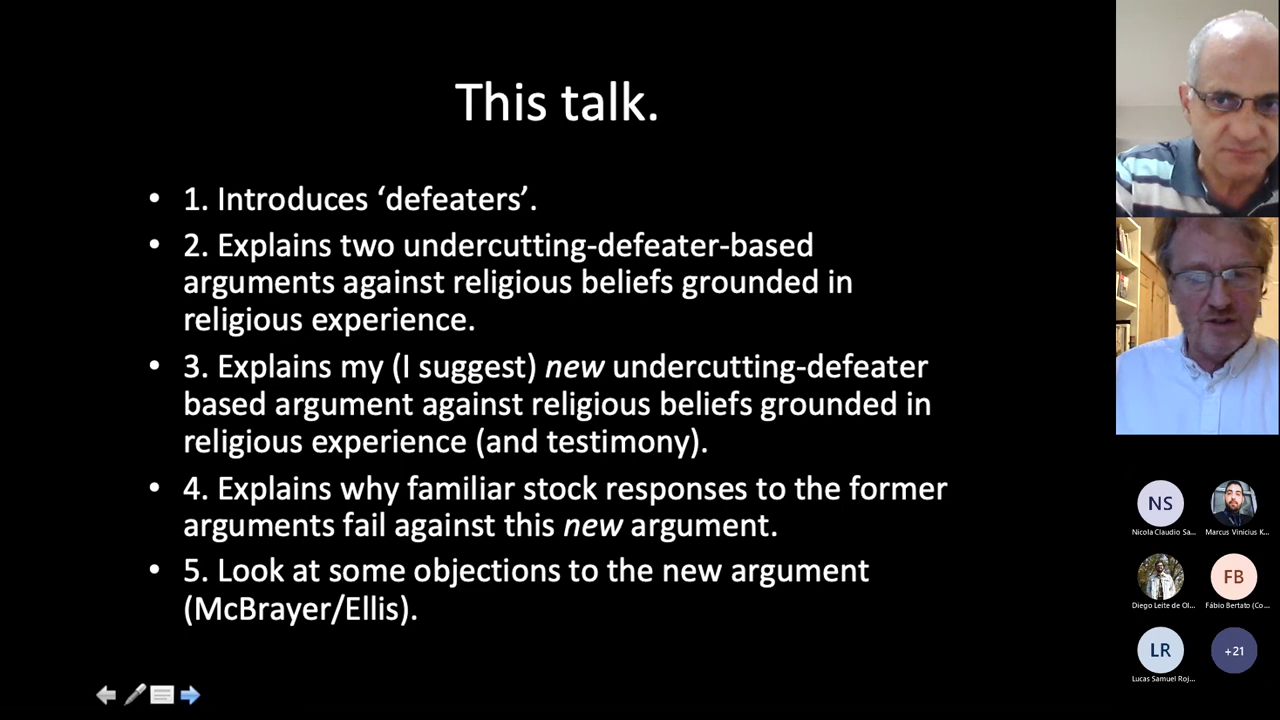 This talk.
• 1. Introduces ‘defeaters’.
• 2. Explains two undercutting-defeater-based
arguments against religious beliefs grounded in
religious experience.
• 3. Explains my (I suggest) new undercutting-defeater
based argument against religious beliefs grounded in
religious experience (and testimony).
• 4. Explains why familiar stock responses to the former
arguments fail against this new argument.
• 5. Look at some objections to the new argument
(McBrayer/Ellis).
NS
Nicola Claudio Sa...
Marcus Vinicius K...
Diego Leite de Ol...
FB
Fábio Bertato (Co...
LR
Lucas Samuel Roj...
+21